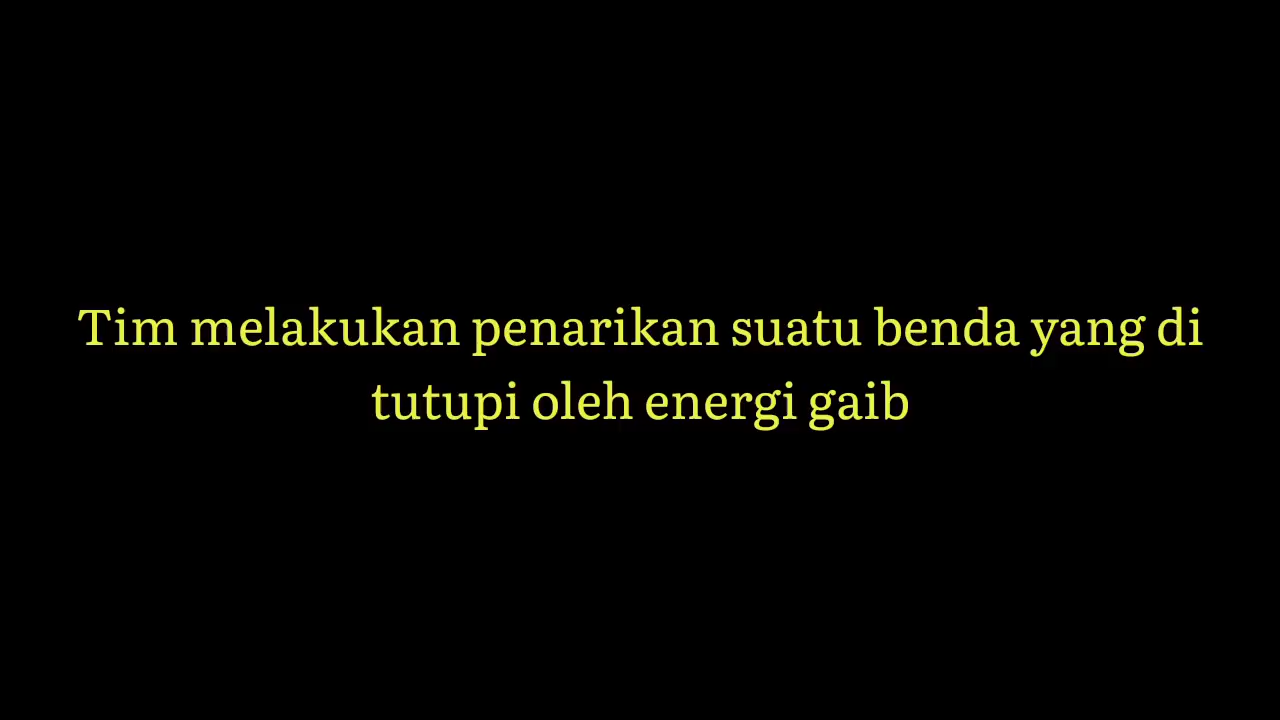 Tim melakukan penarikan suatu benda yang di
tutupi oleh energi gaib